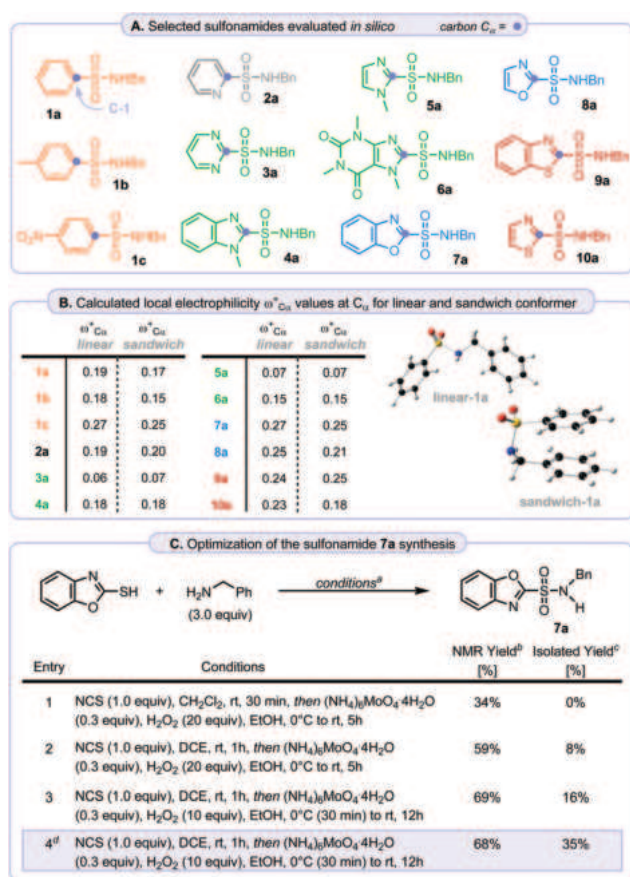 A. Selected sulfonamides evaluated in silico carbon Cα =
1a
C-1
2a
5a
8a
1b
3a
6a
9a
1c
4a
7a
10a
B. Calculated local electrophilicity ω+Cα values at Cα for linear and sandwich conformer
ω+Cα linear ω+Cα sandwich ω+Cα linear ω+Cα sandwich
1a 0.19 0.17 5a 0.07 0.07
1b 0.18 0.15 6a 0.15 0.15
1c 0.27 0.25 7a 0.27 0.25
2a 0.19 0.20 8a 0.25 0.21
3a 0.06 0.07 9a 0.24 0.25
4a 0.18 0.18 10a 0.23 0.18
linear-1a
sandwich-1a
C. Optimization of the sulfonamide 7a synthesis
N O SH + H2N Ph conditionsa O N S O O N Bn H
(3.0 equiv)
7a
Entry Conditions NMR Yieldb [%] Isolated Yieldc [%]
1 NCS (1.0 equiv), CH2Cl2, rt, 30 min, then (NH4)6MoO4·4H2O 34% 0%
(0.3 equiv), H2O2 (20 equiv), EtOH, 0°C to rt, 5h
2 NCS (1.0 equiv), DCE, rt, 1h, then (NH4)6MoO4·4H2O 59% 8%
(0.3 equiv), H2O2 (20 equiv), EtOH, 0°C to rt, 5h
3 NCS (1.0 equiv), DCE, rt, 1h, then (NH4)6MoO4·4H2O 69% 16%
(0.3 equiv), H2O2 (10 equiv), EtOH, 0°C (30 min) to rt, 12h
4d NCS (1.0 equiv), DCE, rt, 1h, then (NH4)6MoO4·4H2O 68% 35%
(0.3 equiv), H2O2 (10 equiv), EtOH, 0°C (30 min) to rt, 12h